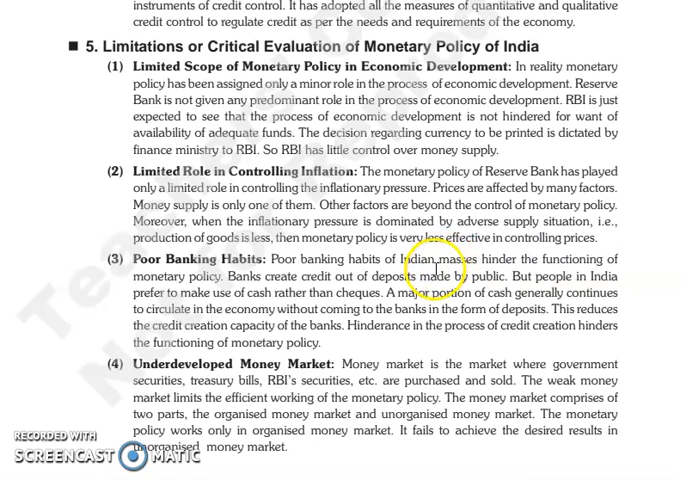 instruments of credit control. It has adopted all the measures of quantitative and qualitative
credit control to regulate credit as per the needs and requirements of the economy.
■ 5. Limitations or Critical Evaluation of Monetary Policy of India
(1) Limited Scope of Monetary Policy in Economic Development: In reality monetary
policy has been assigned only a minor role in the process of economic development. Reserve
Bank is not given any predominant role in the process of economic development. RBI is just
expected to see that the process of economic development is not hindered for want of
availability of adequate funds. The decision regarding currency to be printed is dictated by
finance ministry to RBI. So RBI has little control over money supply.
(2) Limited Role in Controlling Inflation: The monetary policy of Reserve Bank has played
only a limited role in controlling the inflationary pressure. Prices are affected by many factors.
Money supply is only one of them. Other factors are beyond the control of monetary policy.
Moreover, when the inflationary pressure is dominated by adverse supply situation, i.e.,
production of goods is less, then monetary policy is very less effective in controlling prices.
(3) Poor Banking Habits: Poor banking habits of Indian masses hinder the functioning of
monetary policy. Banks create credit out of deposits made by public. But people in India
prefer to make use of cash rather than cheques. A major portion of cash generally continues
to circulate in the economy without coming to the banks in the form of deposits. This reduces
the credit creation capacity of the banks. Hinderance in the process of credit creation hinders
the functioning of monetary policy.
(4) Underdeveloped Money Market: Money market is the market where government
securities, treasury bills, RBI's securities, etc. are purchased and sold. The weak money
market limits the efficient working of the monetary policy. The money market comprises of
two parts, the organised money market and unorganised money market. The monetary
policy works only in organised money market. It fails to achieve the desired results in
unorganised money market.
RECORDED WITH
SCREENCAST MATIC